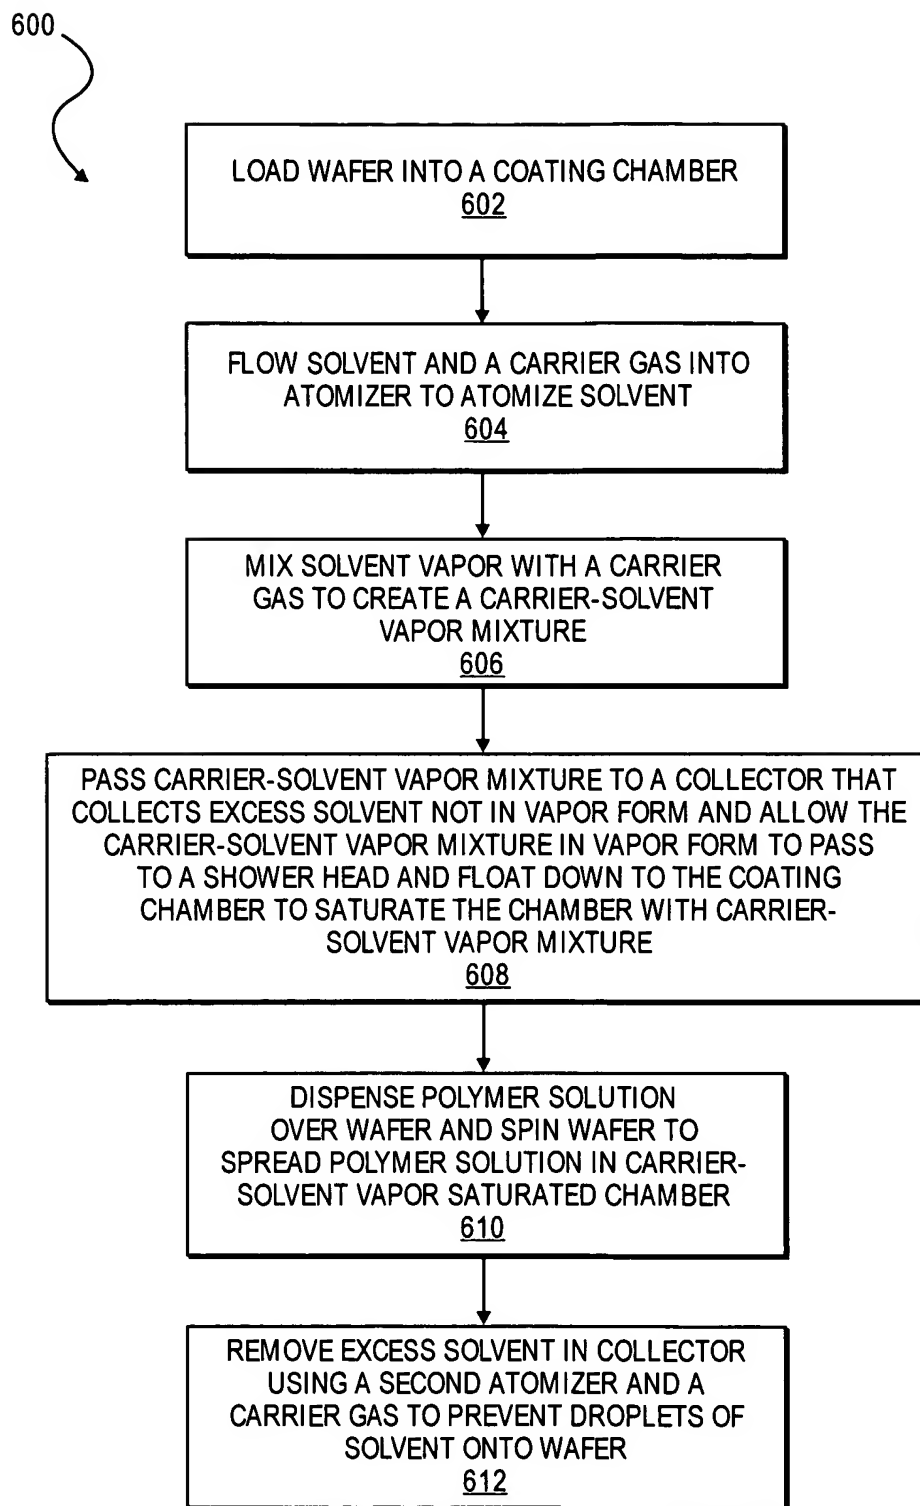 600
LOAD WAFER INTO A COATING CHAMBER
602
FLOW SOLVENT AND A CARRIER GAS INTO
ATOMIZER TO ATOMIZE SOLVENT
604
MIX SOLVENT VAPOR WITH A CARRIER
GAS TO CREATE A CARRIER-SOLVENT
VAPOR MIXTURE
606
PASS CARRIER-SOLVENT VAPOR MIXTURE TO A COLLECTOR THAT
COLLECTS EXCESS SOLVENT NOT IN VAPOR FORM AND ALLOW THE
CARRIER-SOLVENT VAPOR MIXTURE IN VAPOR FORM TO PASS
TO A SHOWER HEAD AND FLOAT DOWN TO THE COATING
CHAMBER TO SATURATE THE CHAMBER WITH CARRIER-
SOLVENT VAPOR MIXTURE
608
DISPENSE POLYMER SOLUTION
OVER WAFER AND SPIN WAFER TO
SPREAD POLYMER SOLUTION IN CARRIER-
SOLVENT VAPOR SATURATED CHAMBER
610
REMOVE EXCESS SOLVENT IN COLLECTOR
USING A SECOND ATOMIZER AND A
CARRIER GAS TO PREVENT DROPLETS OF
SOLVENT ONTO WAFER
612